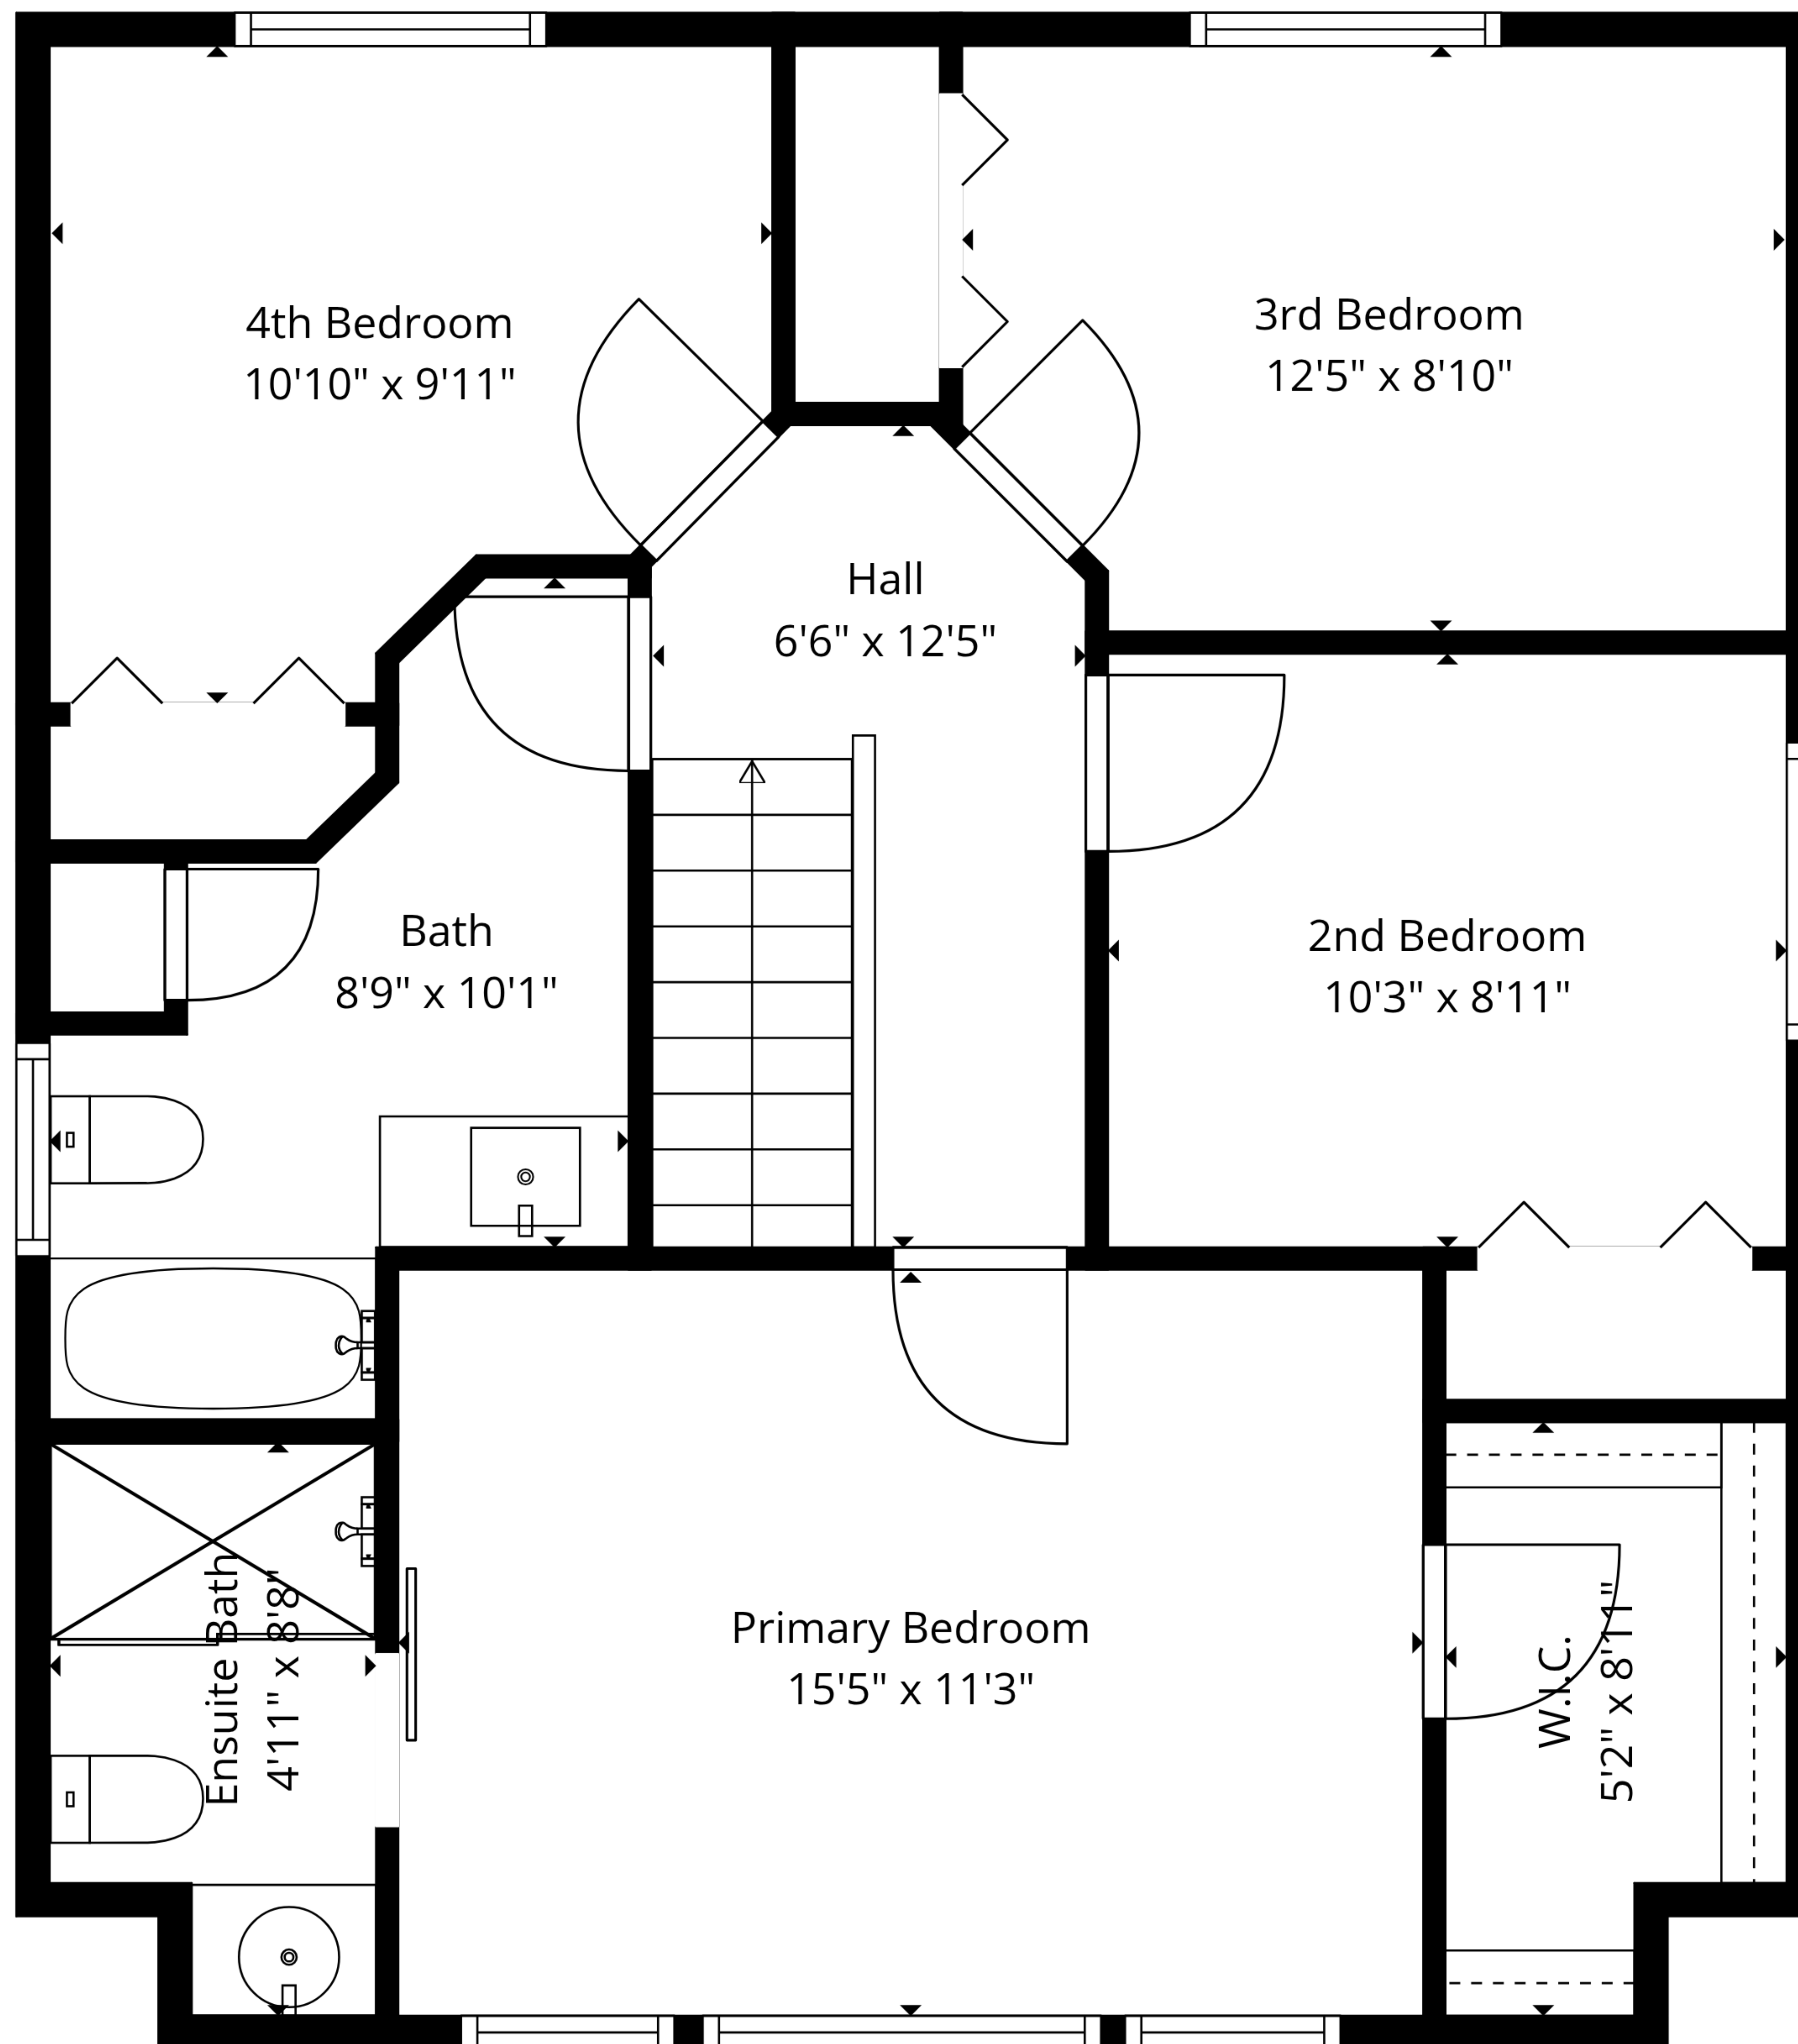 4th Bedroom
10'10" x 9'11"
3rd Bedroom
12'5" x 8'10"
Hall
6'6" x 12'5"
Bath
8'9" x 10'1"
2nd Bedroom
10'3" x 8'11"
Ensuite Bath
4'11" x 8'8"
Primary Bedroom
15'5" x 11'3"
W.I.C.
5'2" x 8'11"